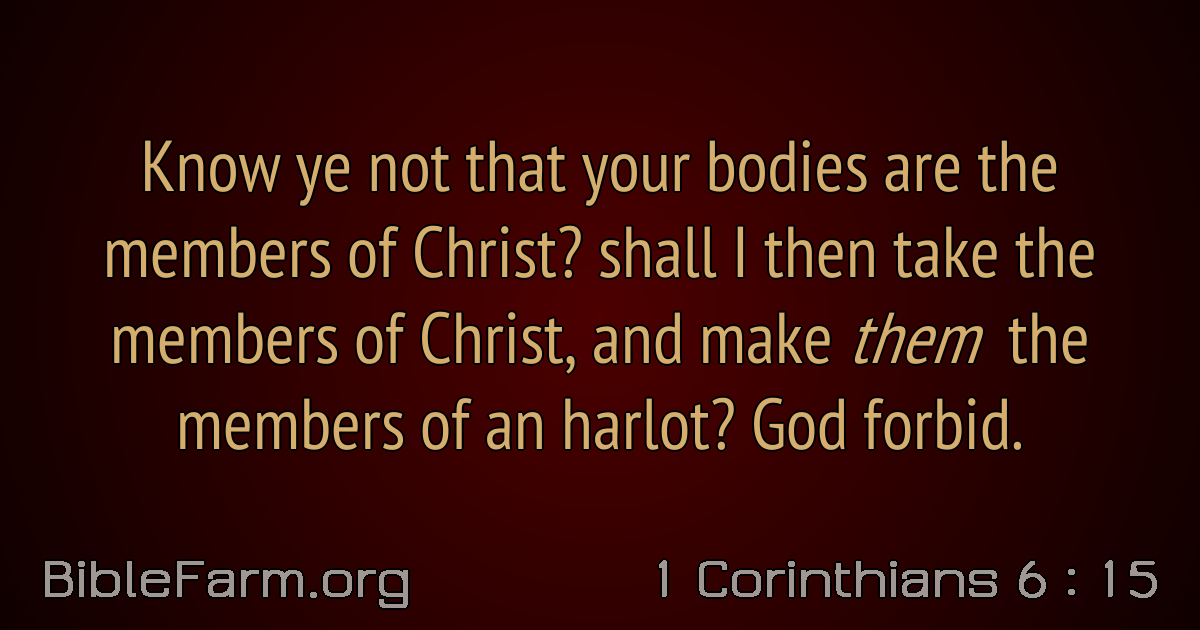 Know ye not that your bodies are the
members of Christ? shall I then take the
members of Christ, and make them the
members of an harlot? God forbid.
BibleFarm.org
1 Corinthians 6 : 15